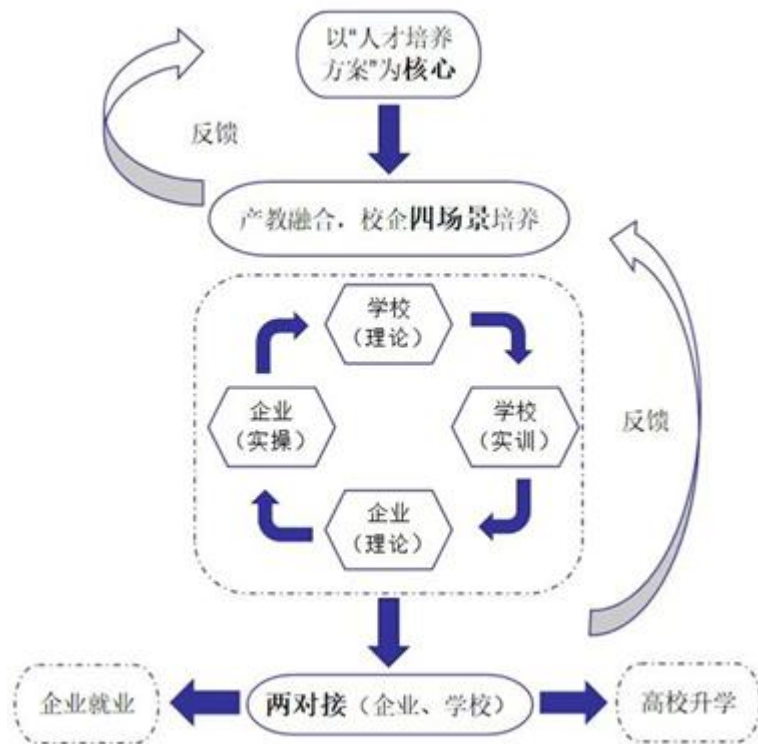 以"人才培养
方案"为核心
反馈
产教融合，校企四场景培养
学校
（理论）
企业
（实操）
学校
（实训）
企业
（理论）
反馈
企业就业
两对接（企业、学校）
高校升学